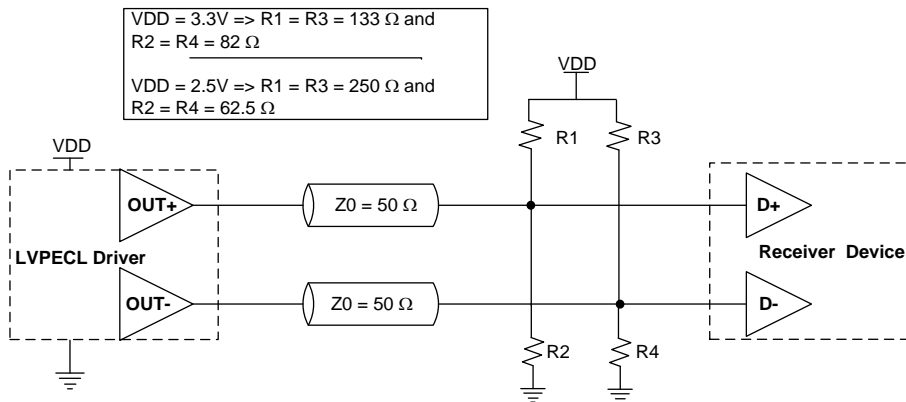 VDD = 3.3V => R1 = R3 = 133 Ω and
R2 = R4 = 82 Ω
VDD = 2.5V => R1 = R3 = 250 Ω and
R2 = R4 = 62.5 Ω
VDD
R1
R3
VDD
OUT+
Z0 = 50 Ω
D+
LVPECL Driver
Receiver Device
OUT-
Z0 = 50 Ω
D-
R2
R4